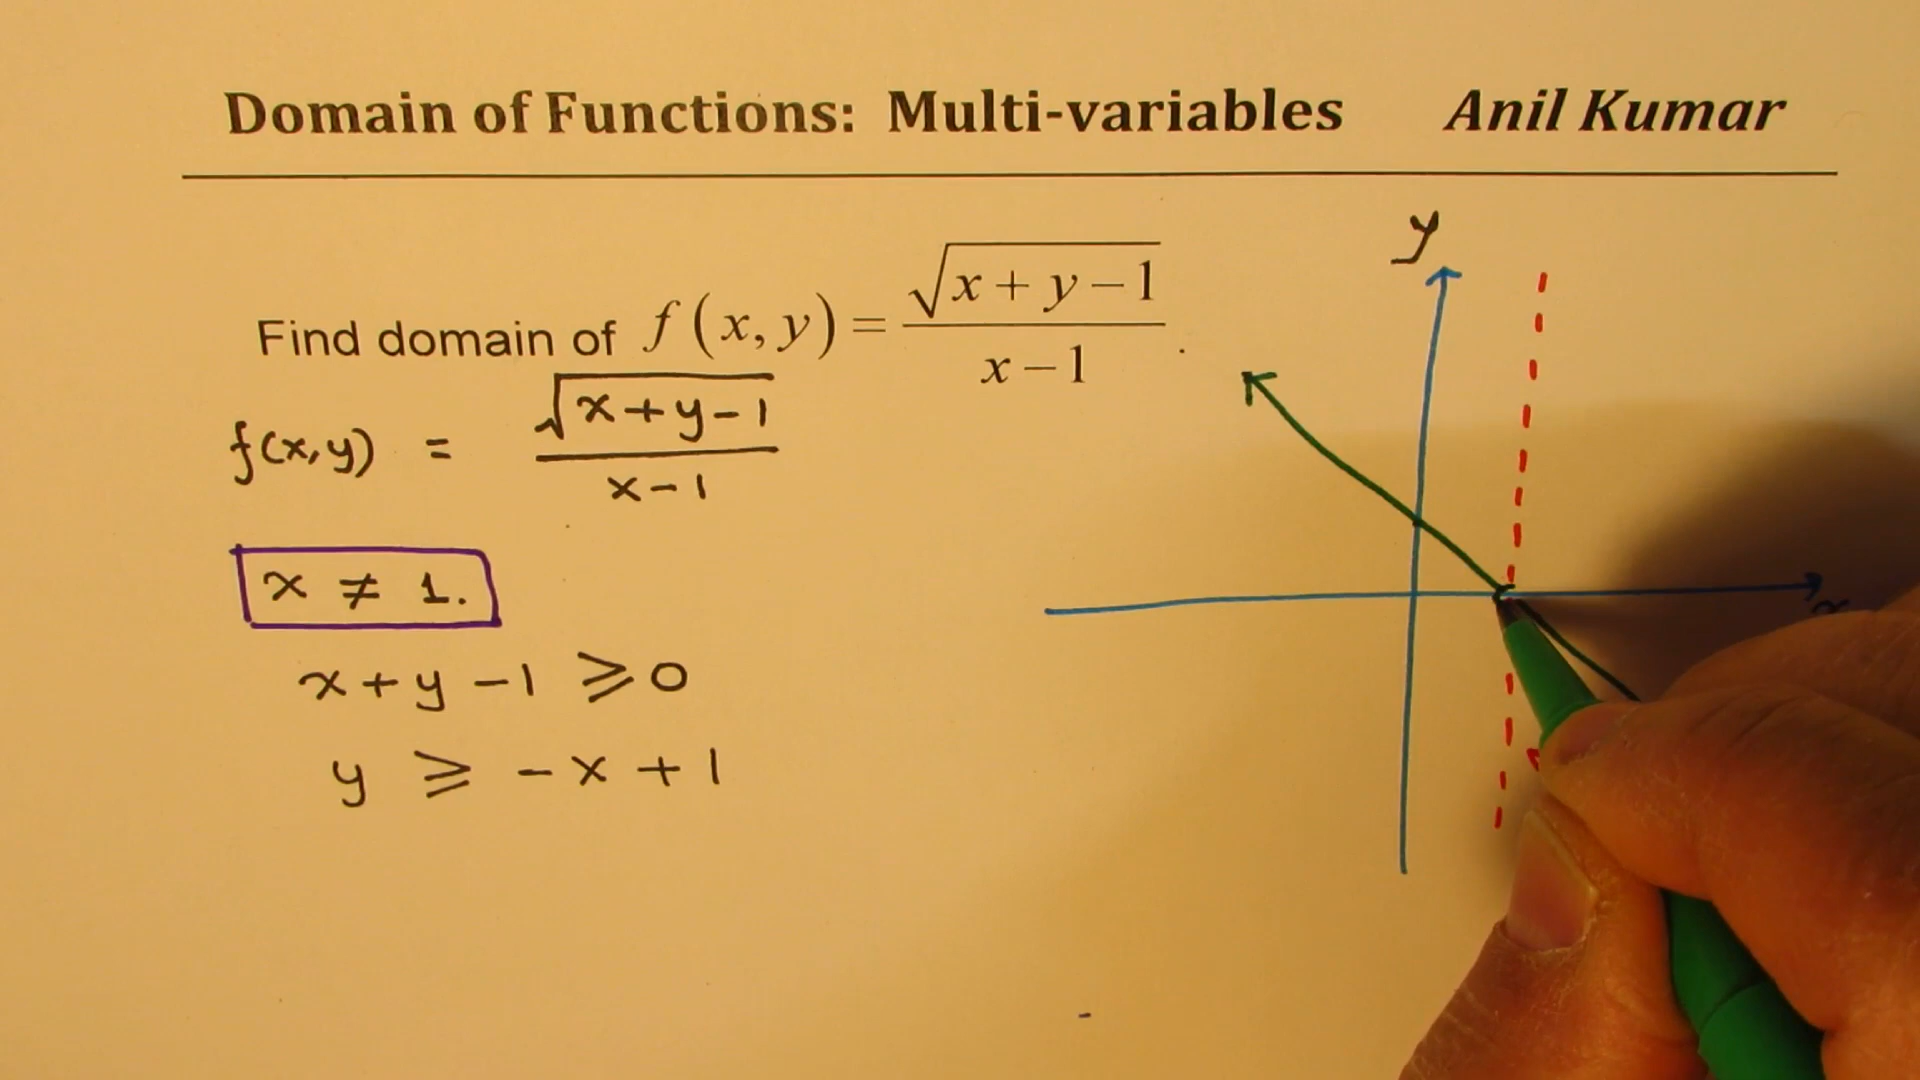 Domain of Functions: Multi-variables Anil Kumar
Find domain of f(x, y) = √(x + y − 1) / (x − 1) .
f(x,y) = √(x+y−1) / (x−1)
x ≠ 1.
x + y − 1 ⩾ 0
y ⩾ − x + 1
y
x